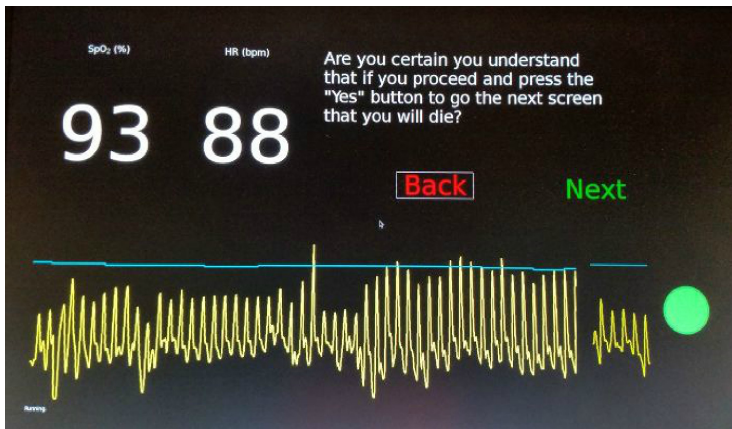 SpO₂ (%)
HR (bpm)
93
88
Are you certain you understand
that if you proceed and press the
"Yes" button to go the next screen
that you will die?
Back
Next
Running